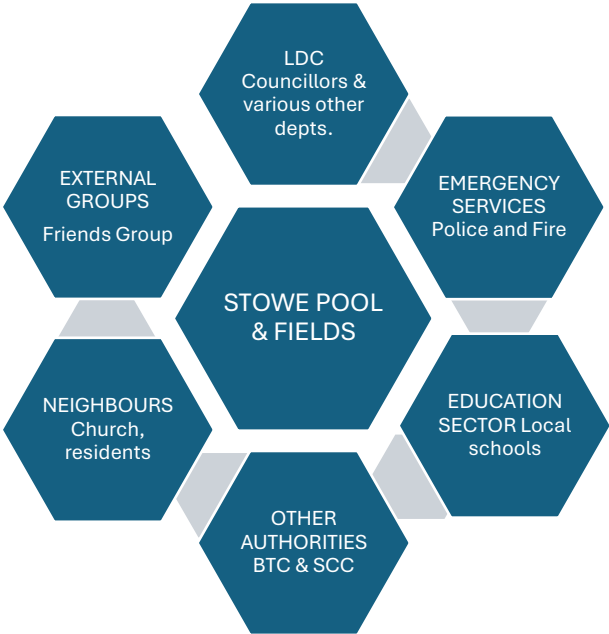 LDC
Councillors &
various other
depts.
EXTERNAL
GROUPS
Friends Group
EMERGENCY
SERVICES
Police and Fire
STOWE POOL
& FIELDS
NEIGHBOURS
Church,
residents
EDUCATION
SECTOR Local
schools
OTHER
AUTHORITIES
BTC & SCC